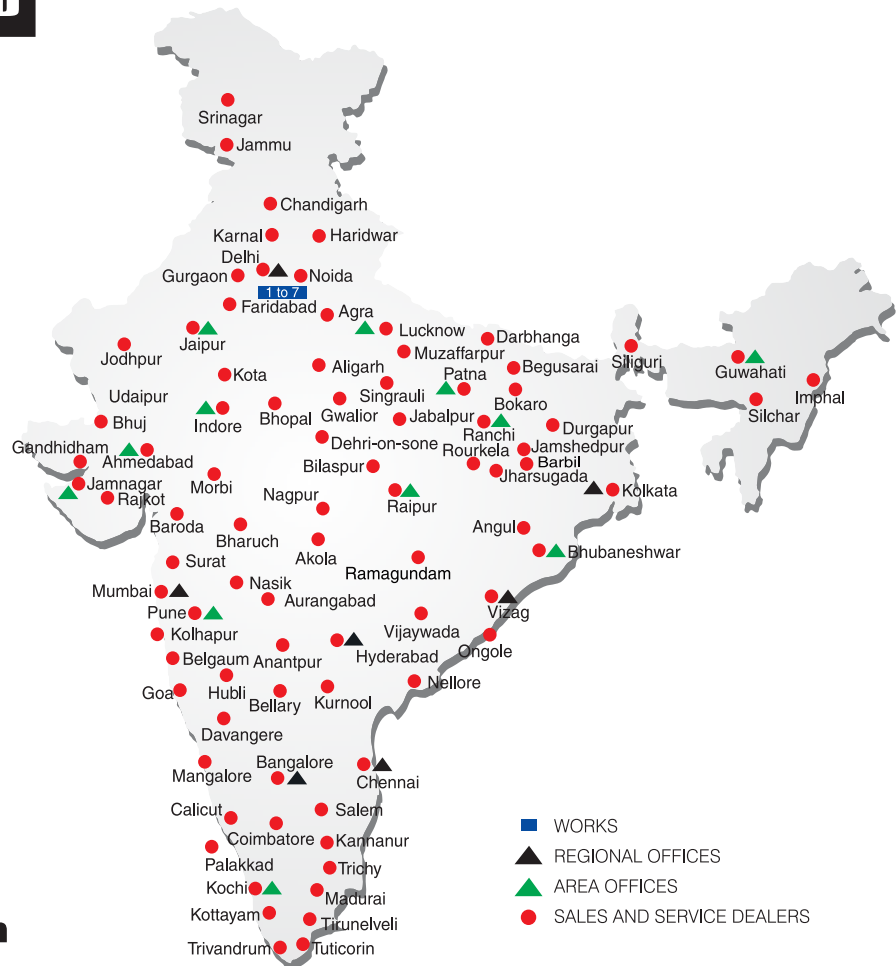 Srinagar
Jammu
Chandigarh
Karnal
Haridwar
Delhi
Gurgaon
Noida
1 to 7
Faridabad
Agra
Jaipur
Lucknow
Darbhanga
Jodhpur
Muzaffarpur
Siliguri
Guwahati
Kota
Aligarh
Patna
Begusarai
Imphal
Udaipur
Singrauli
Bokaro
Silchar
Bhuj
Indore
Bhopal
Gwalior
Jabalpur
Ranchi
Durgapur
Gandhidham
Ahmedabad
Dehri-on-sone
Rourkela
Jamshedpur
Bilaspur
Barbil
Jharsugada
Jamnagar
Rajkot
Morbi
Nagpur
Raipur
Kolkata
Baroda
Bharuch
Akola
Angul
Bhubaneshwar
Surat
Ramagundam
Mumbai
Nasik
Aurangabad
Pune
Vizag
Kolhapur
Vijaywada
Ongole
Belgaum
Anantpur
Hyderabad
Goa
Hubli
Bellary
Kurnool
Nellore
Davangere
Mangalore
Bangalore
Chennai
Calicut
Salem
Coimbatore
Kannanur
Palakkad
Trichy
Kochi
Madurai
Kottayam
Tirunelveli
Trivandrum
Tuticorin
WORKS
REGIONAL OFFICES
AREA OFFICES
SALES AND SERVICE DEALERS